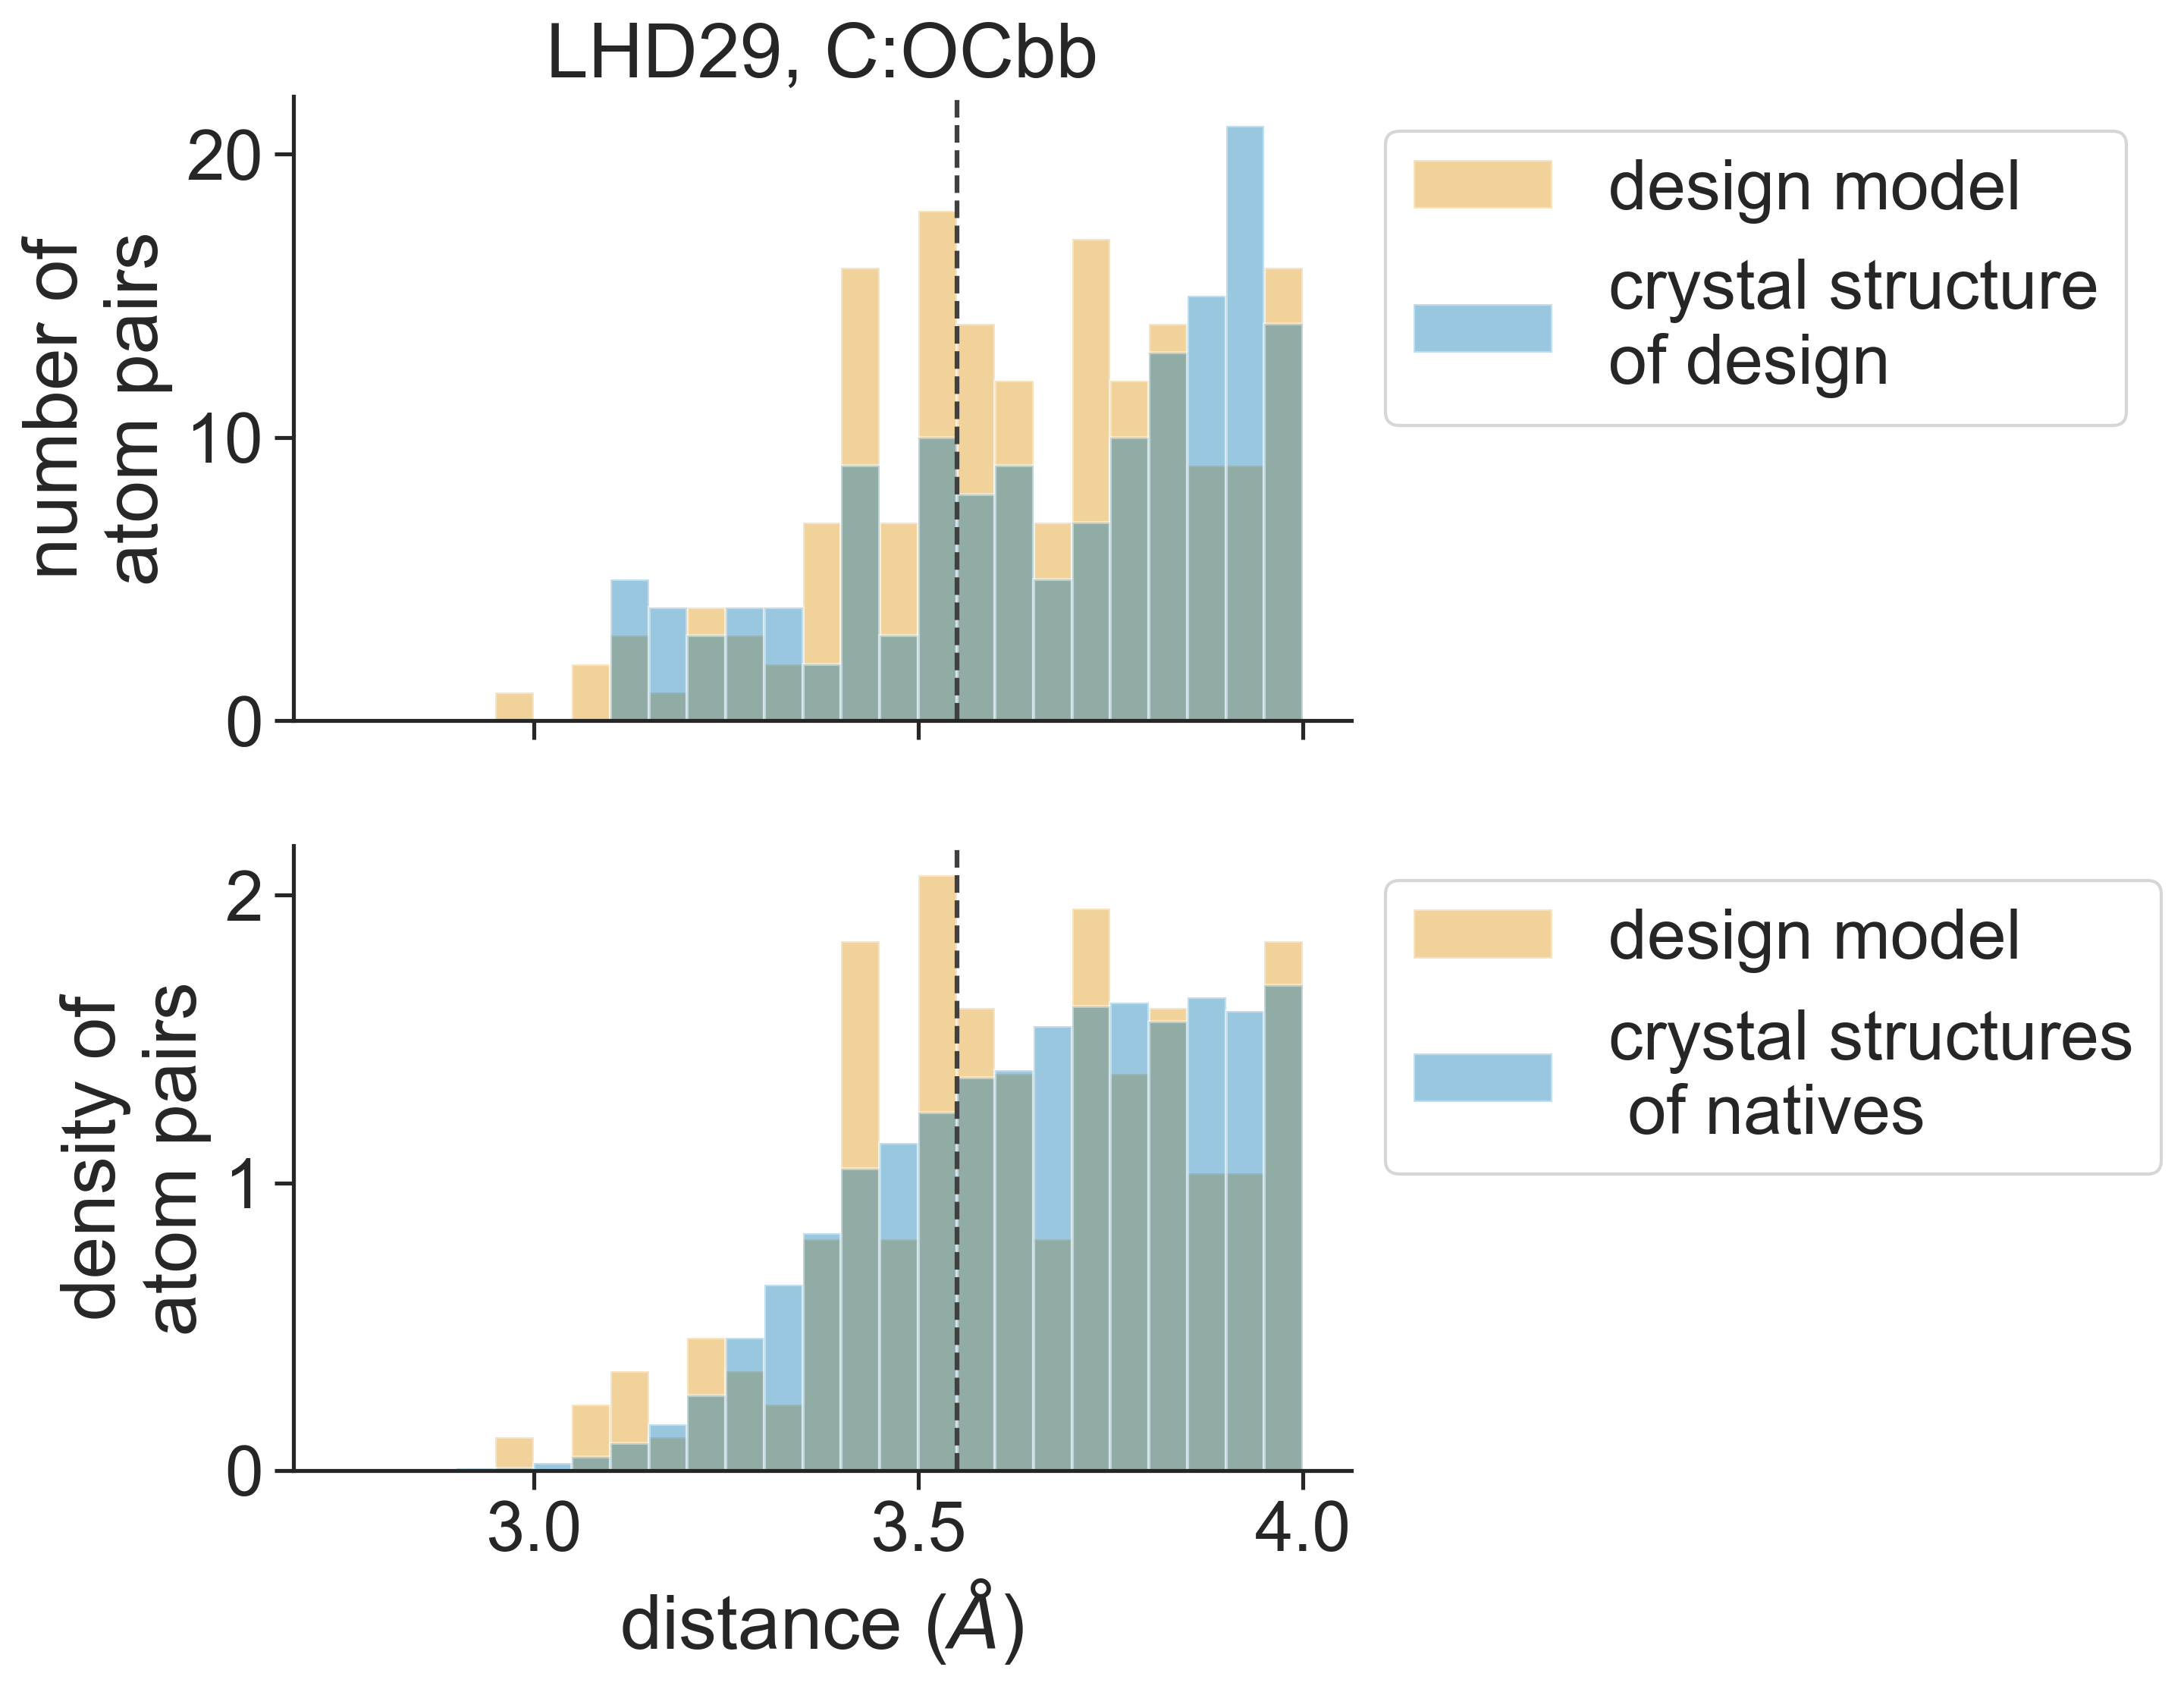 LHD29, C:OCbb
number of
atom pairs
20
10
0
design model
crystal structure
of design
density of
atom pairs
2
1
0
design model
crystal structures
of natives
3.0 3.5 4.0
distance (Å)